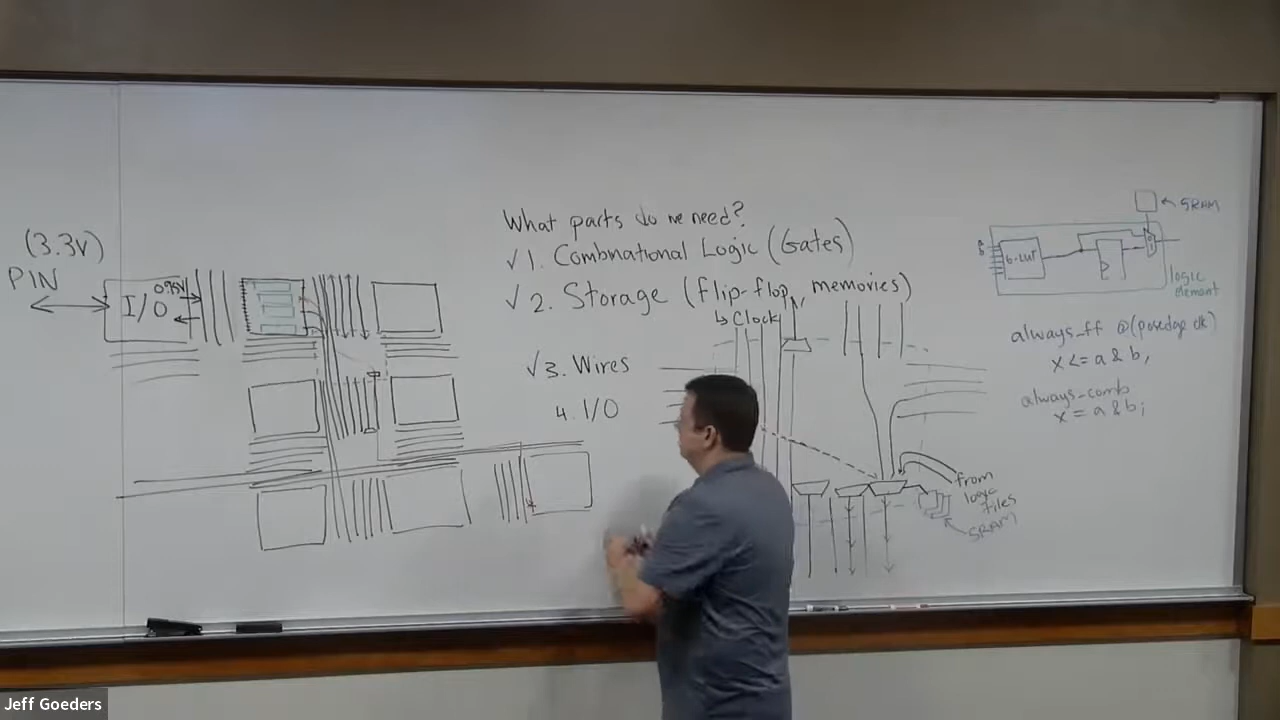 (3.3V)
PIN
I/O
0.95V
What parts do we need?
✓ 1. Combnational Logic (Gates)
✓ 2. Storage (flip-flop, memories)
↳ Clock
✓ 3. Wires
4. I/O
SRAM
6-LUT
logic
element
always_ff @(posedge clk)
x <= a & b;
always_comb
x = a & b;
from
logic
tiles
SRAM
Jeff Goeders